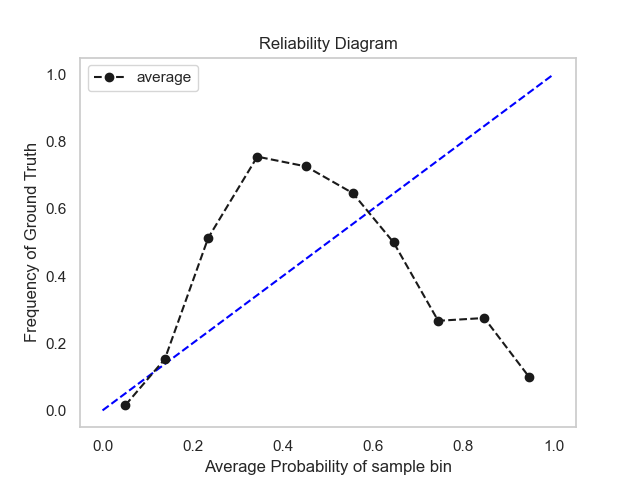 Reliability Diagram
average
Frequency of Ground Truth
1.0
0.8
0.6
0.4
0.2
0.0
0.0 0.2 0.4 0.6 0.8 1.0
Average Probability of sample bin